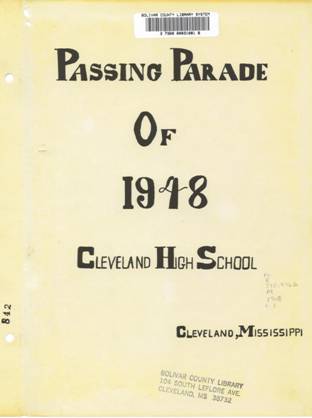 BOLIVAR COUNTY LIBRARY SYSTEM
PASSING PARADE
OF
1948
CLEVELAND HIGH SCHOOL
CLEVELAND, MISSISSIPPI
842
BOLIVAR COUNTY LIBRARY
104 SOUTH LEFLORE AVE.
CLEVELAND, MS 38732